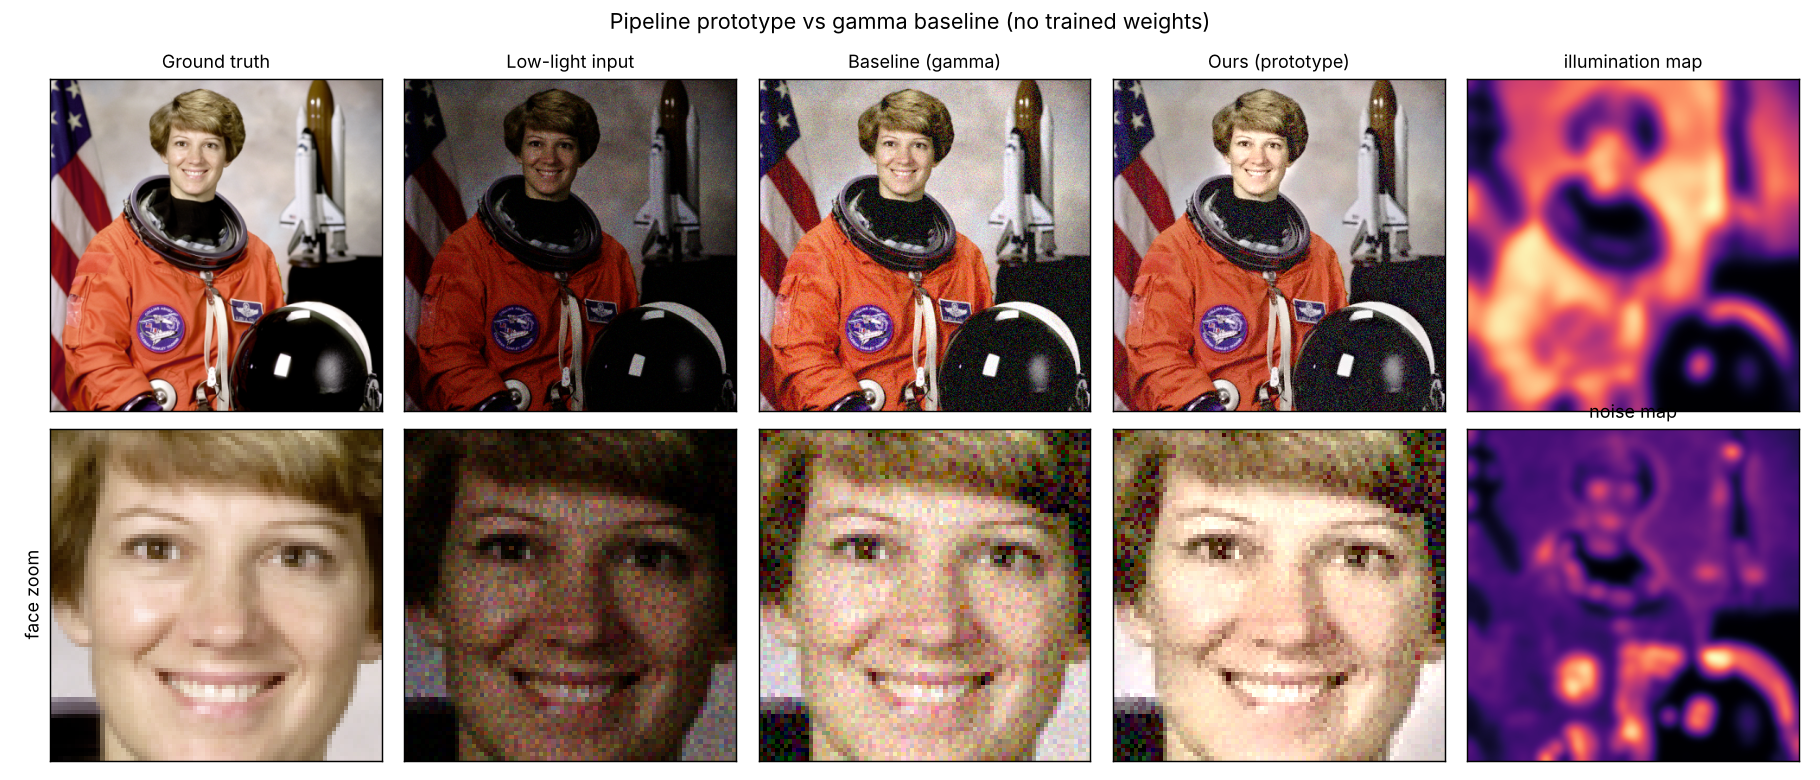 Pipeline prototype vs gamma baseline (no trained weights)
Ground truth
Low-light input
Baseline (gamma)
Ours (prototype)
illumination map
noise map
face zoom